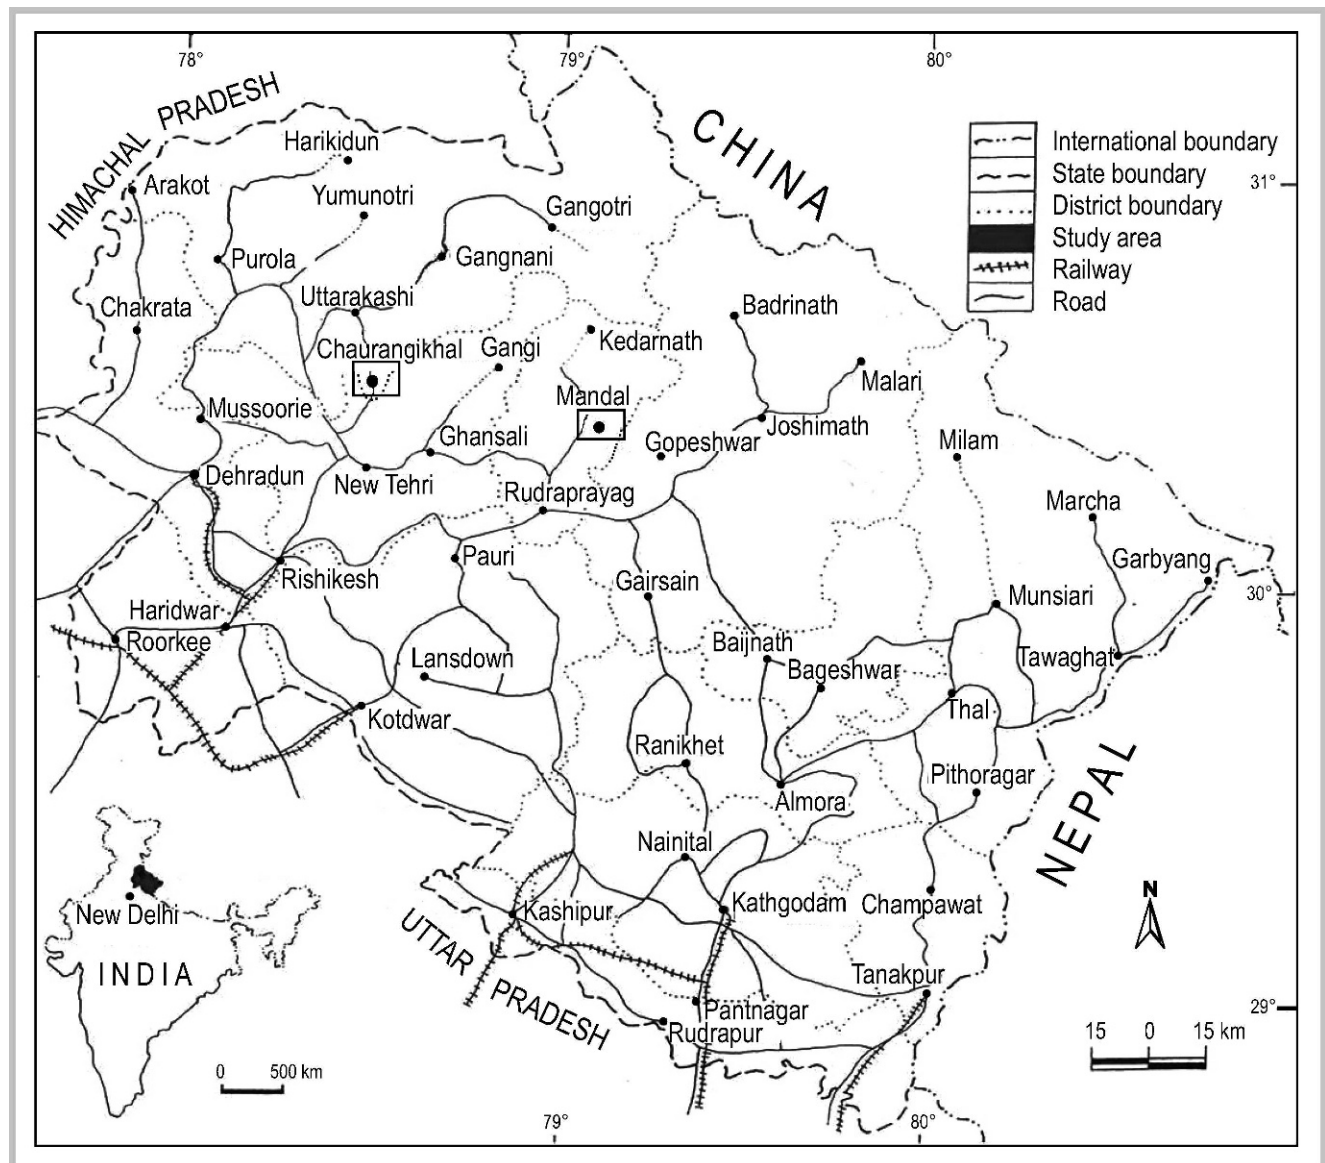 78°
79°
80°
HIMACHAL PRADESH
CHINA
Harikidun
International boundary
Arakot
State boundary
31°
Yumunotri
Gangotri
District boundary
Study area
Purola
Gangnani
Railway
Uttarakashi
Road
Chakrata
Badrinath
Chaurangikhal
Gangi
Kedarnath
Malari
Mandal
Mussoorie
Joshimath
Ghansali
Gopeshwar
Milam
Dehradun
New Tehri
Rudraprayag
Marcha
Pauri
Garbyang
Rishikesh
Gairsain
30°
Munsiari
Haridwar
Roorkee
Baijnath
Tawaghat
Lansdown
Bageshwar
Kotdwar
Thal
Ranikhet
NEPAL
Pithoragar
Almora
Nainital
N
New Delhi
Kashipur
Kathgodam
Champawat
UTTAR PRADESH
INDIA
Tanakpur
Pantnagar
29°
Rudrapur
15 0 15 km
0 500 km
79°
80°